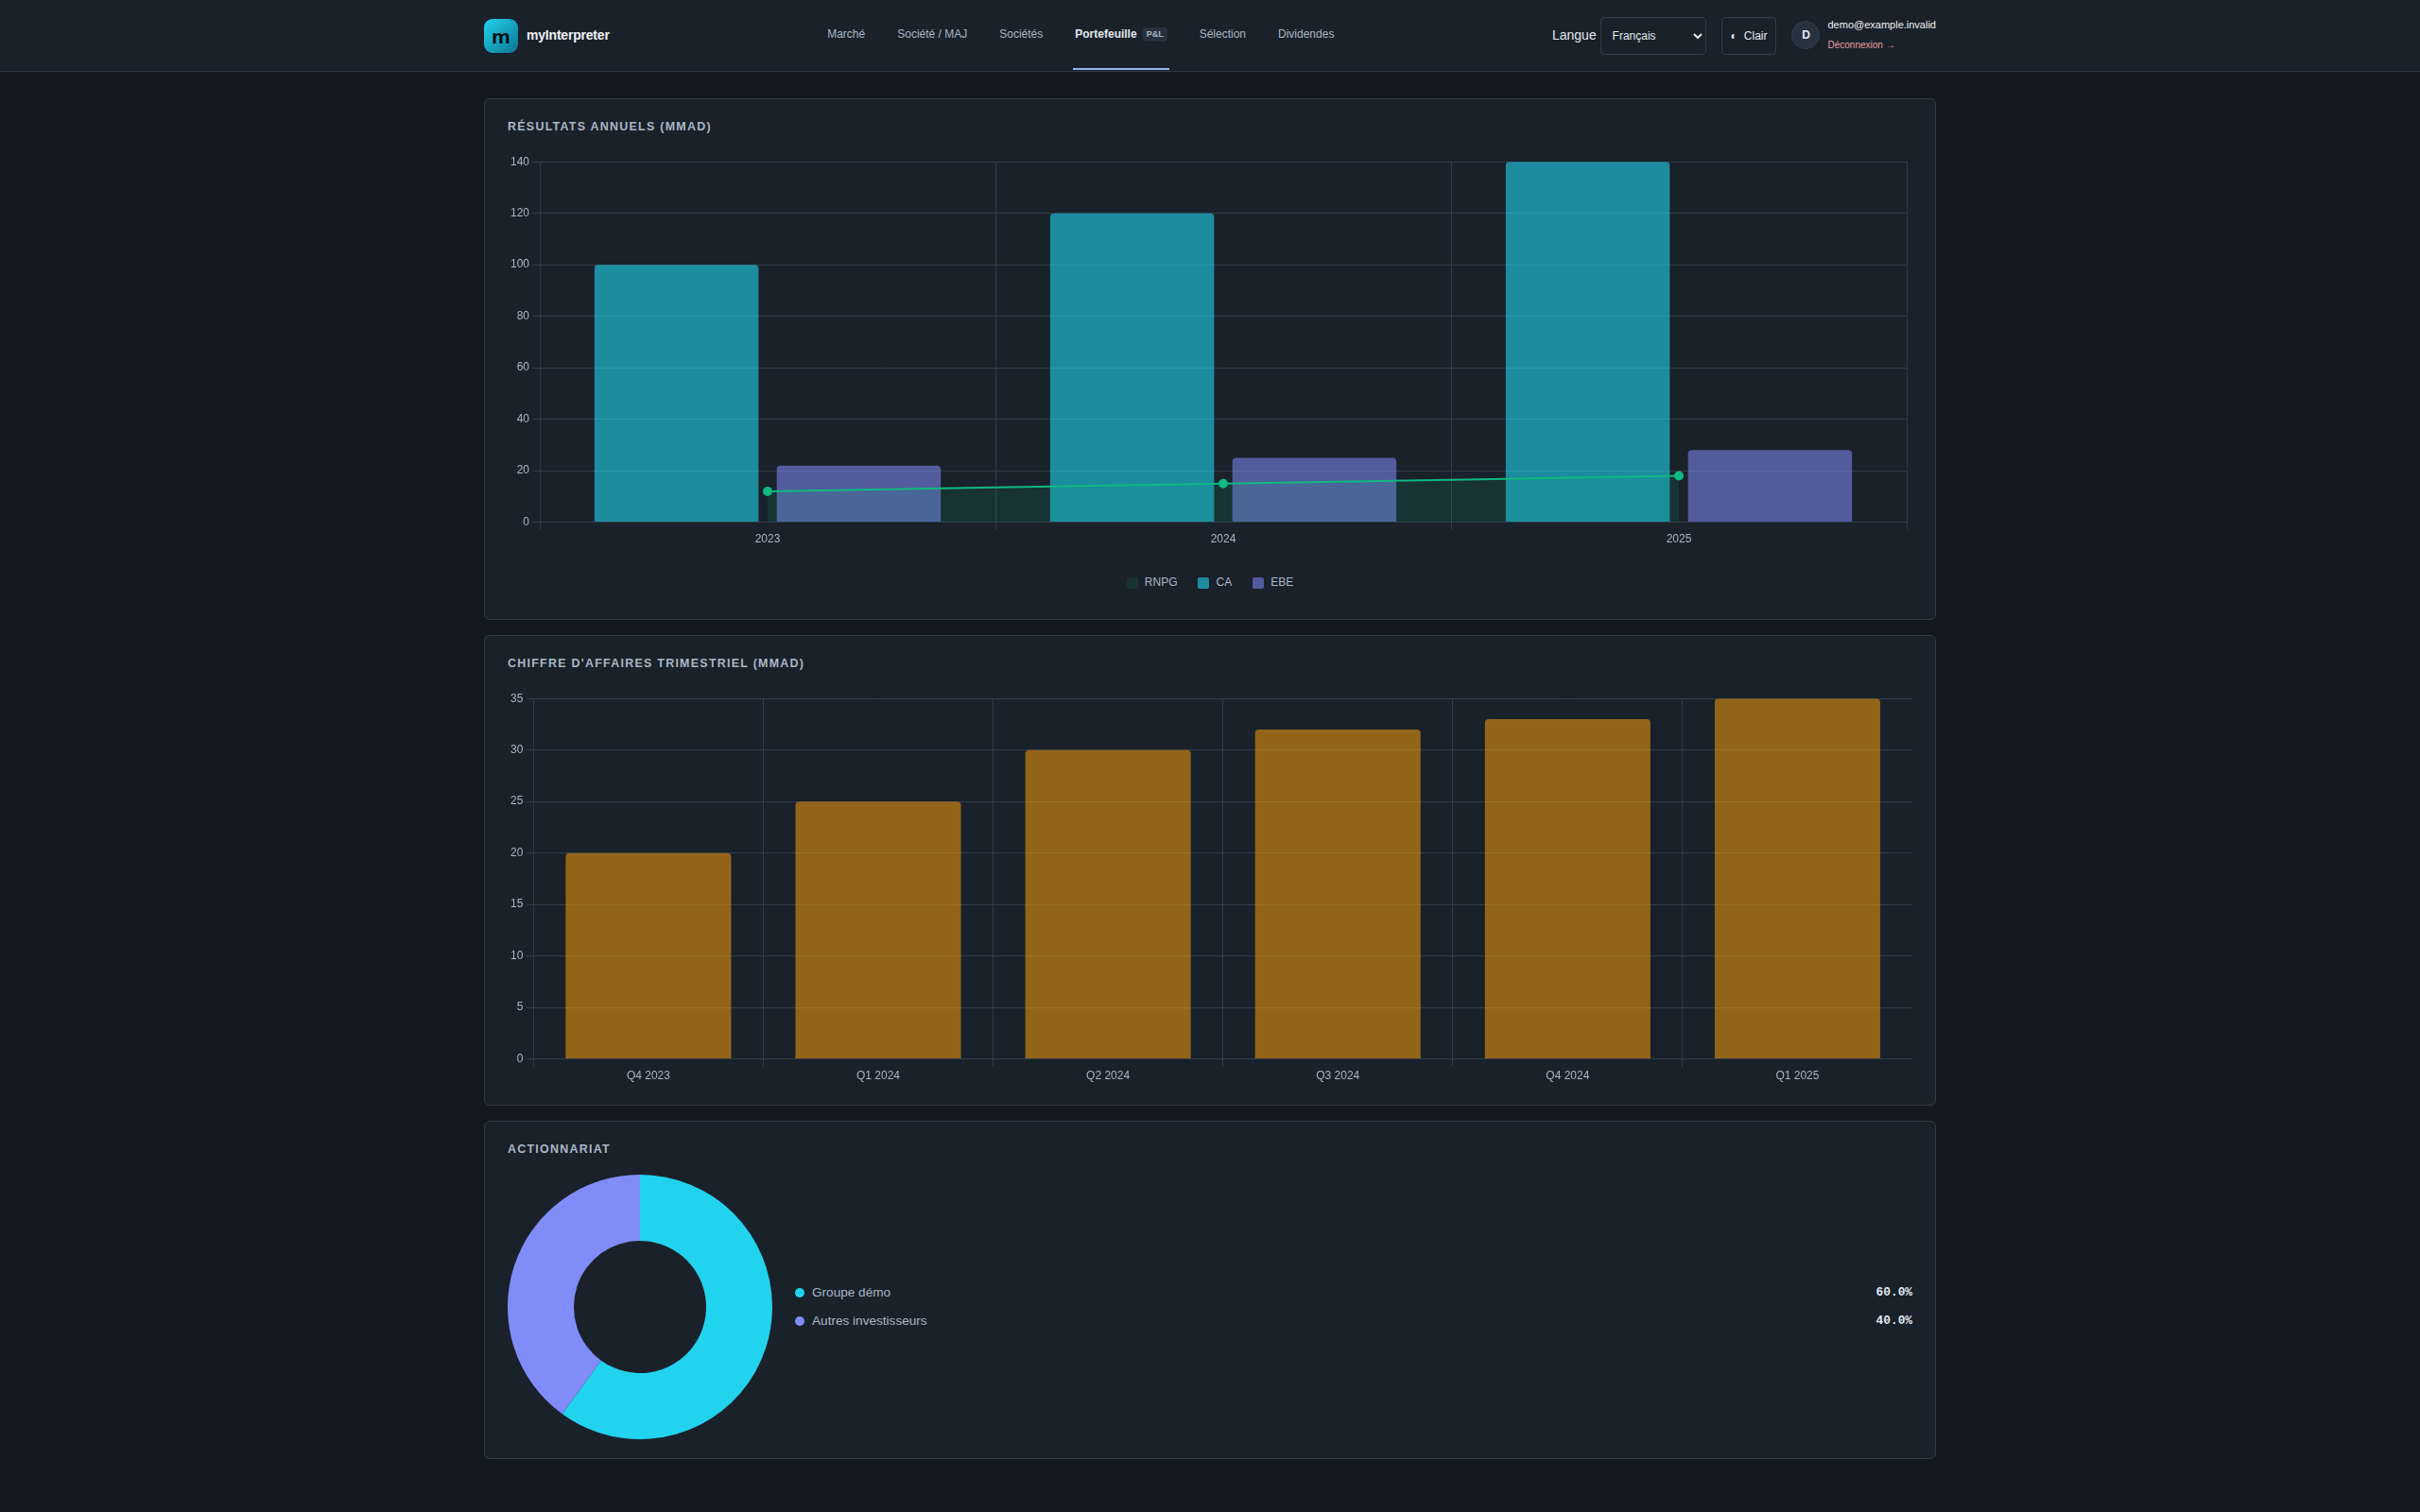 m myInterpreter
Marché Société / MAJ Sociétés Portefeuille P&L Sélection Dividendes
Langue Français Clair
D demo@example.invalid
Déconnexion →
RÉSULTATS ANNUELS (MMAD)
140
120
100
80
60
40
20
0
2023 2024 2025
RNPG CA EBE
CHIFFRE D'AFFAIRES TRIMESTRIEL (MMAD)
35
30
25
20
15
10
5
0
Q4 2023 Q1 2024 Q2 2024 Q3 2024 Q4 2024 Q1 2025
ACTIONNARIAT
Groupe démo 60.0%
Autres investisseurs 40.0%